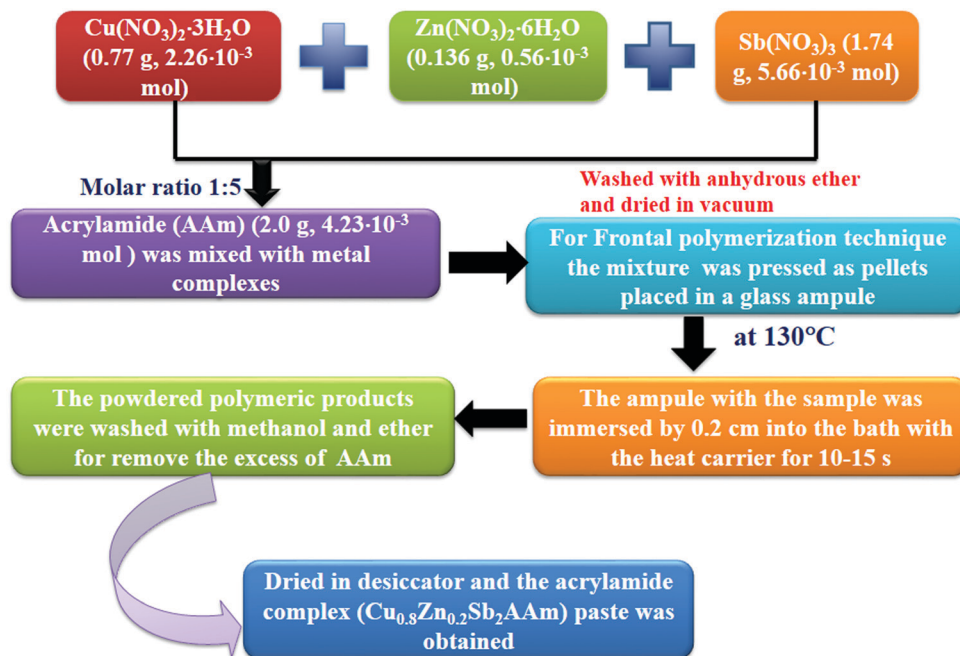 Cu(NO₃)₂·3H₂O
(0.77 g, 2.26·10⁻³
mol)
Zn(NO₃)₂·6H₂O
(0.136 g, 0.56·10⁻³
mol)
Sb(NO₃)₃ (1.74
g, 5.66·10⁻³ mol)
Molar ratio 1:5
Acrylamide (AAm) (2.0 g, 4.23·10⁻³
mol ) was mixed with metal
complexes
Washed with anhydrous ether
and dried in vacuum
For Frontal polymerization technique
the mixture was pressed as pellets
placed in a glass ampule
at 130°C
The ampule with the sample was
immersed by 0.2 cm into the bath with
the heat carrier for 10-15 s
The powdered polymeric products
were washed with methanol and ether
for remove the excess of AAm
Dried in desiccator and the acrylamide
complex (Cu₀.₈Zn₀.₂Sb₂AAm) paste was
obtained